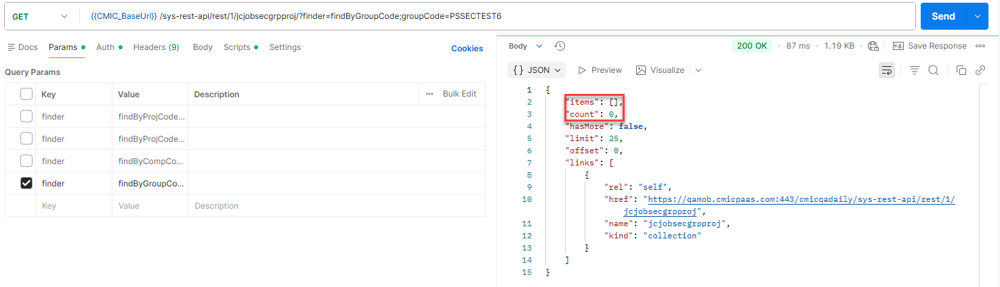 GET {{CMIC_BaseUrl}} /sys-rest-api/rest/1/jcjobsecgrpproj/?finder=findByGroupCode;groupCode=PSSECTEST6 Send
Docs Params Auth Headers (9) Body Scripts Settings Cookies
Query Params
Key Value Description Bulk Edit
finder findByProjCode...
finder findByProjCode...
finder findByCompCo...
finder findByGroupCo...
Key Value Description
Body 200 OK 87 ms 1.19 KB e.g. Save Response
{ } JSON Preview Visualize
1 {
2 "items": [],
3 "count": 0,
4 "hasMore": false,
5 "limit": 25,
6 "offset": 0,
7 "links": [
8 {
9 "rel": "self",
10 "href": "https://qamob.cmicpaas.com:443/cmicqadaily/sys-rest-api/rest/1/
jcjobsecgrpproj",
11 "name": "jcjobsecgrpproj",
12 "kind": "collection"
13 }
14 ]
15 }